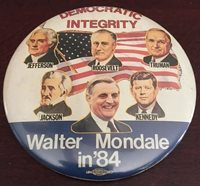 DEMOCRATIC
INTEGRITY
JEFFERSON
ROOSEVELT
TRUMAN
JACKSON
KENNEDY
Walter Mondale
in '84